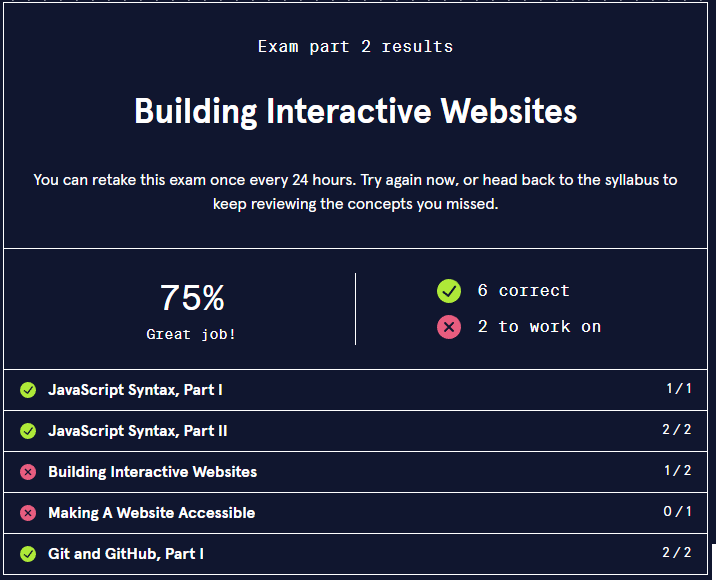 Exam part 2 results
Building Interactive Websites
You can retake this exam once every 24 hours. Try again now, or head back to the syllabus to
keep reviewing the concepts you missed.
75%
Great job!
6 correct
2 to work on
JavaScript Syntax, Part I 1/1
JavaScript Syntax, Part II 2/2
Building Interactive Websites 1/2
Making A Website Accessible 0/1
Git and GitHub, Part I 2/2